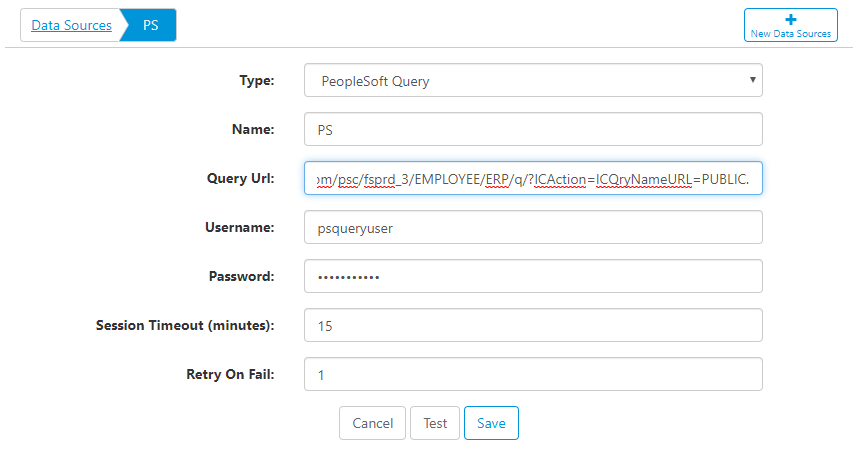 Data Sources PS
New Data Sources
Type: PeopleSoft Query
Name: PS
Query Url: om/psc/fsprd_3/EMPLOYEE/ERP/q/?ICAction=ICQryNameURL=PUBLIC.
Username: psqueryuser
Password: •••••••••••
Session Timeout (minutes): 15
Retry On Fail: 1
Cancel Test Save